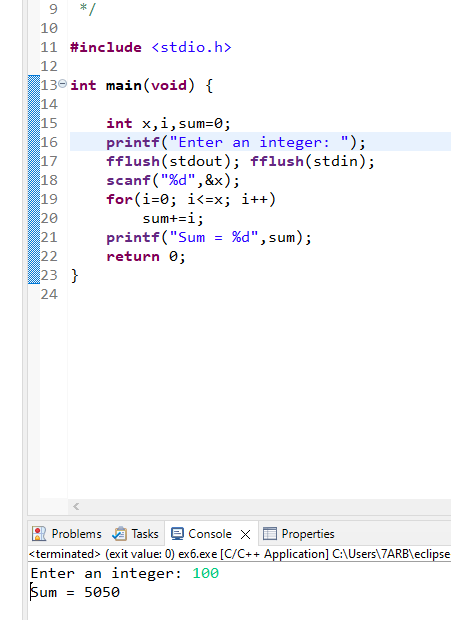 9 */
10
11 #include <stdio.h>
12
13 int main(void) {
14
15 int x,i,sum=0;
16 printf("Enter an integer: ");
17 fflush(stdout); fflush(stdin);
18 scanf("%d",&x);
19 for(i=0; i<=x; i++)
20 sum+=i;
21 printf("Sum = %d",sum);
22 return 0;
23 }
24
Problems Tasks Console Properties
<terminated> (exit value: 0) ex6.exe [C/C++ Application] C:\Users\7ARB\eclipse
Enter an integer: 100
Sum = 5050